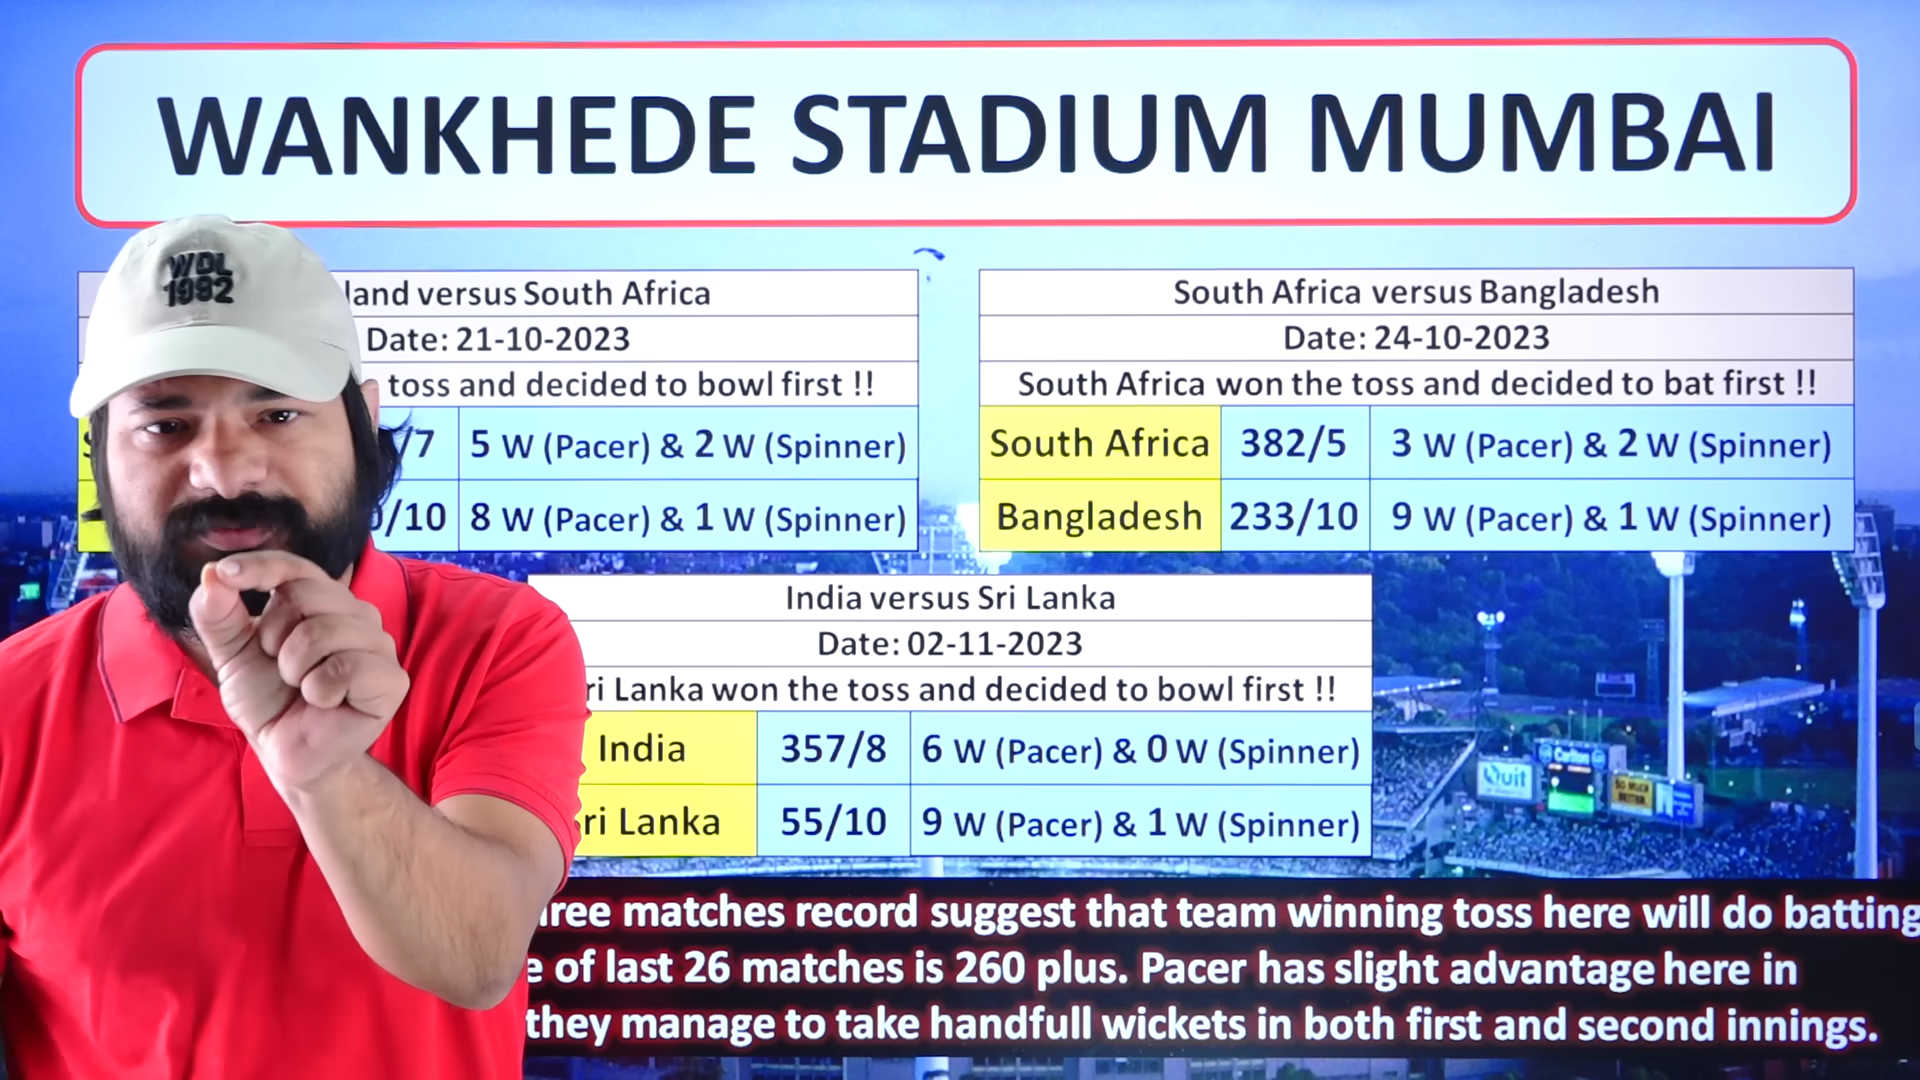 WANKHEDE STADIUM MUMBAI
WDL
1992
land versus South Africa
Date: 21-10-2023
toss and decided to bowl first !!
/7 5 W (Pacer) & 2 W (Spinner)
/10 8 W (Pacer) & 1 W (Spinner)
South Africa versus Bangladesh
Date: 24-10-2023
South Africa won the toss and decided to bat first !!
South Africa 382/5 3 W (Pacer) & 2 W (Spinner)
Bangladesh 233/10 9 W (Pacer) & 1 W (Spinner)
India versus Sri Lanka
Date: 02-11-2023
ri Lanka won the toss and decided to bowl first !!
India 357/8 6 W (Pacer) & 0 W (Spinner)
ri Lanka 55/10 9 W (Pacer) & 1 W (Spinner)
Carlton
Quit
SO MUCH
BETTER.
ree matches record suggest that team winning toss here will do batting
e of last 26 matches is 260 plus. Pacer has slight advantage here in
they manage to take handfull wickets in both first and second innings.